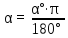 α = α°·π / 180°